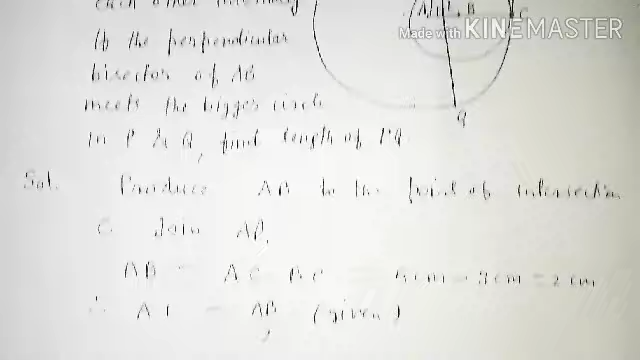 each other internally
If the perpendicular
bisector of AB
meets the bigger circle
in P & Q, find length of PQ.
A B C
Made with KINEMASTER
Q
Sol. Produce AB to the point of intersection
C. Join AP,
AB = AC - BC = 5cm - 3cm = 2cm
∴ AL = AB/2 (given)